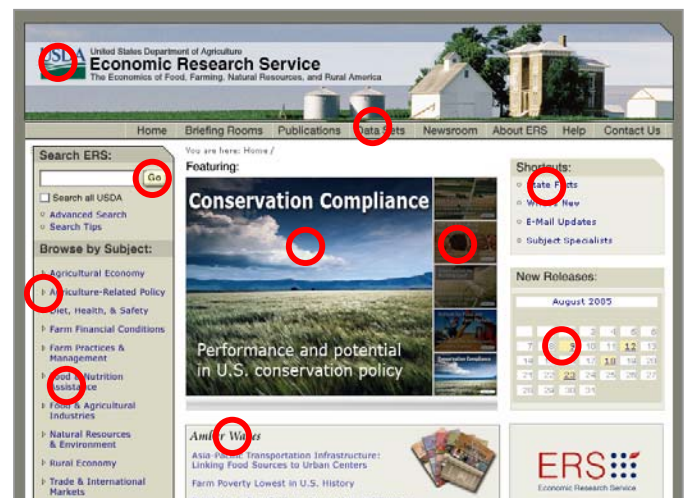 USDA
United States Department of Agriculture
Economic Research Service
The Economics of Food, Farming, Natural Resources, and Rural America
Home Briefing Rooms Publications Data Sets Newsroom About ERS Help Contact Us
Search ERS:
Go
Search all USDA
Advanced Search
Search Tips
Browse by Subject:
Agricultural Economy
Agriculture-Related Policy
Diet, Health, & Safety
Farm Financial Conditions
Farm Practices &
Management
Food & Nutrition
Assistance
Food & Agricultural
Industries
Natural Resources
& Environment
Rural Economy
Trade & International
Markets
You are here: Home /
Featuring:
Conservation Compliance
Performance and potential
in U.S. conservation policy
Amber Waves
Asia-Pacific Transportation Infrastructure:
Linking Food Sources to Urban Centers
Farm Poverty Lowest in U.S. History
Shortcuts:
State Facts
What's New
E-Mail Updates
Subject Specialists
New Releases:
August 2005
3 4 5 6
7 8 9 10 11 12 13
14 17 18 19 20
21 22 23 24 25 26 27
28 29 30 31
ERS
Economic Research Service